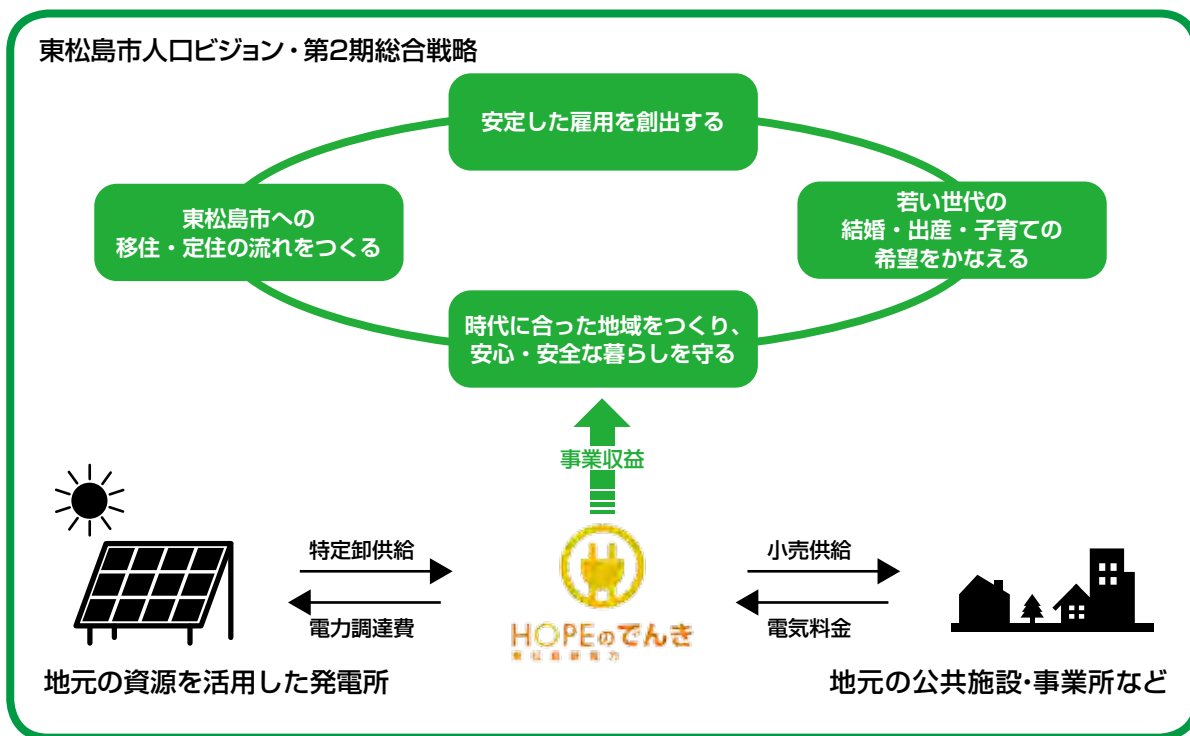 東松島市人口ビジョン・第2期総合戦略
安定した雇用を創出する
東松島市への
移住・定住の流れをつくる
若い世代の
結婚・出産・子育ての
希望をかなえる
時代に合った地域をつくり、
安心・安全な暮らしを守る
事業収益
特定卸供給
電力調達費
HOPEのでんき
東松島新電力
小売供給
電気料金
地元の資源を活用した発電所
地元の公共施設・事業所など